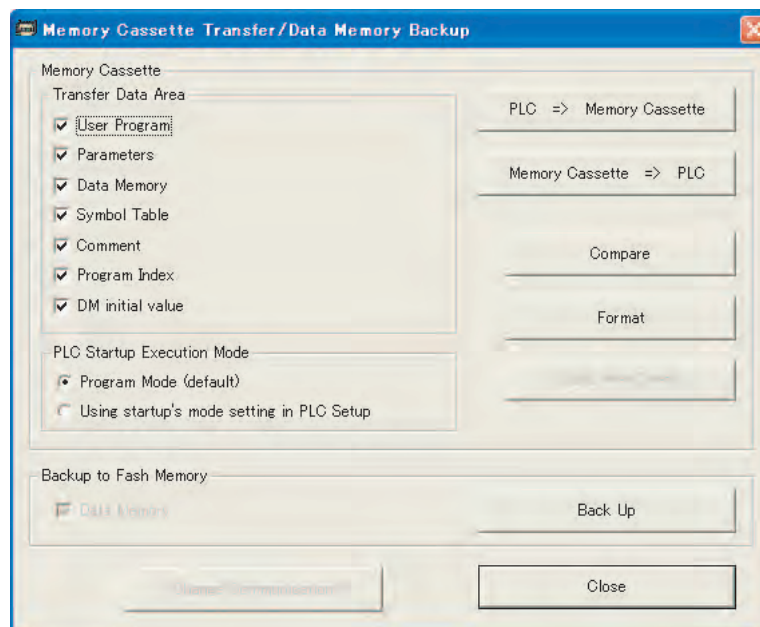 Memory Cassette Transfer/Data Memory Backup
Memory Cassette
Transfer Data Area
User Program
Parameters
Data Memory
Symbol Table
Comment
Program Index
DM initial value
PLC => Memory Cassette
Memory Cassette => PLC
Compare
Format
PLC Startup Execution Mode
Program Mode (default)
Using startup's mode setting in PLC Setup
Backup to Fash Memory
Data Memory
Back Up
Close